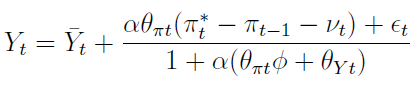 Y_t = \bar{Y}_t + \frac{\alpha\theta_{\pi t}(\pi_t^* - \pi_{t-1} - \nu_t) + \epsilon_t}{1 + \alpha(\theta_{\pi t}\phi + \theta_{Yt})}